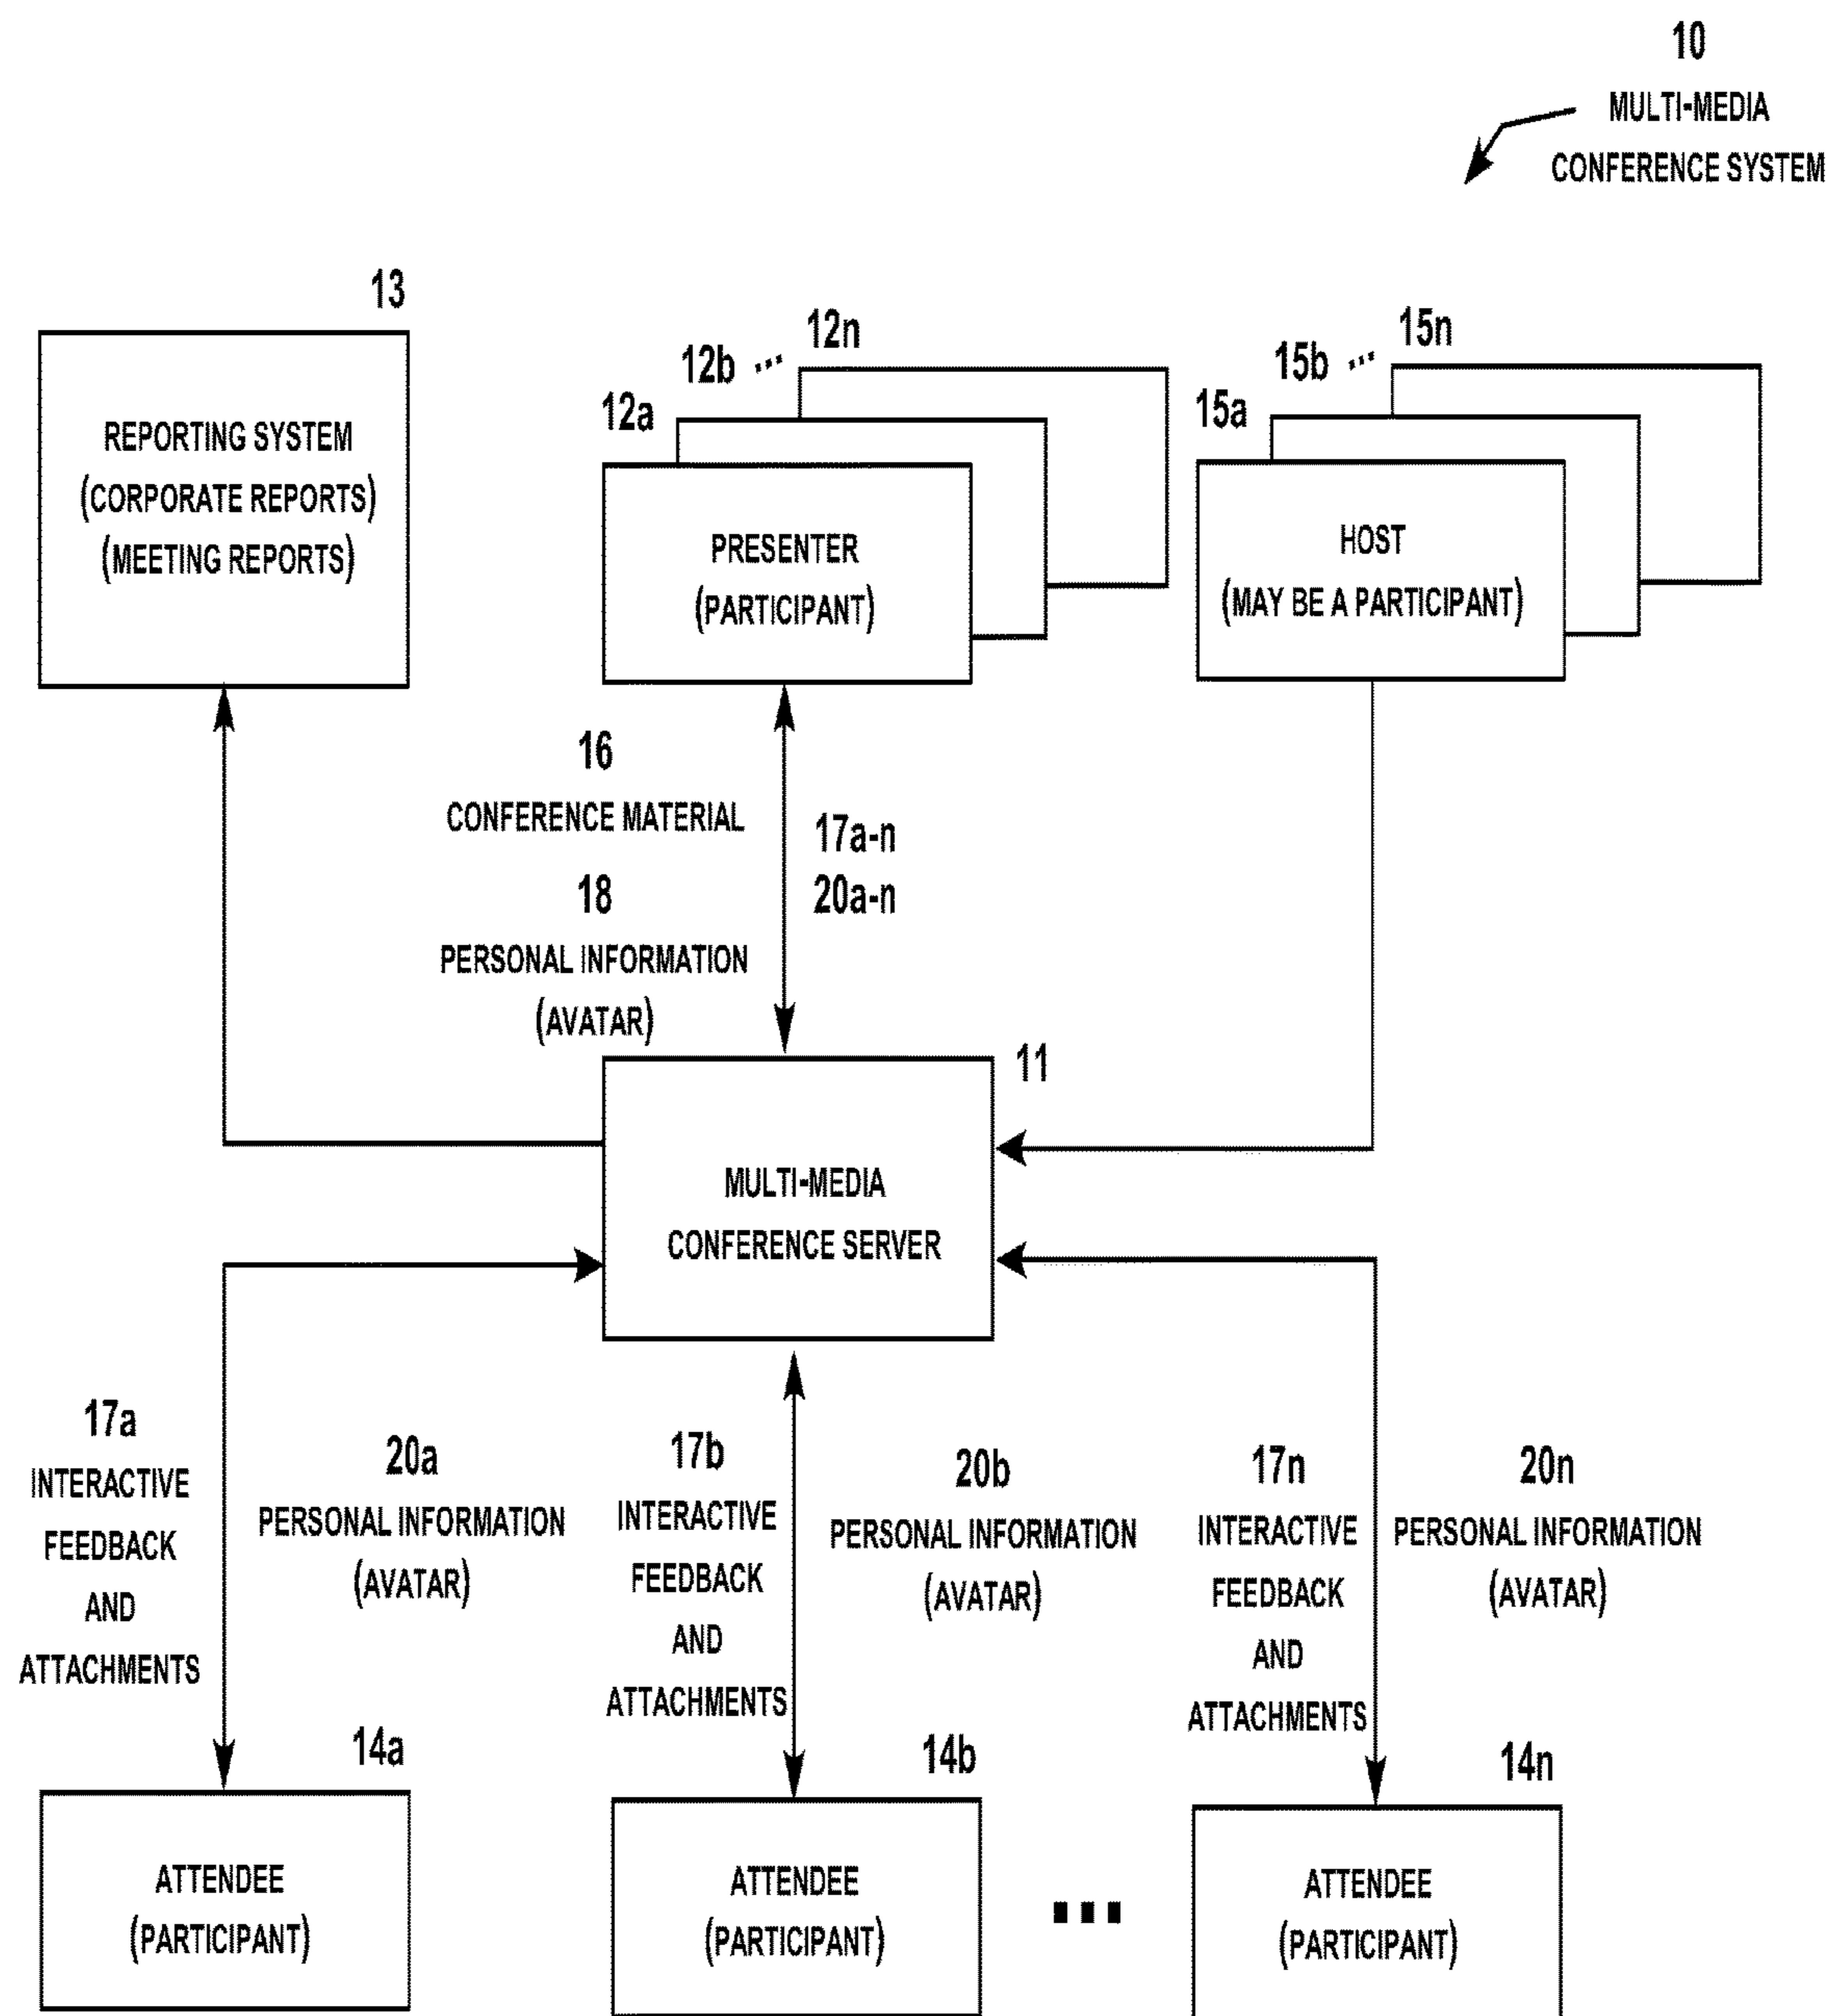 10
MULTI-MEDIA
CONFERENCE SYSTEM
13
REPORTING SYSTEM
(CORPORATE REPORTS)
(MEETING REPORTS)
12a
12b ... 12n
PRESENTER
(PARTICIPANT)
15a
15b ... 15n
HOST
(MAY BE A PARTICIPANT)
16
CONFERENCE MATERIAL
18
PERSONAL INFORMATION
(AVATAR)
17a-n
20a-n
11
MULTI-MEDIA
CONFERENCE SERVER
17a
INTERACTIVE
FEEDBACK
AND
ATTACHMENTS
20a
PERSONAL INFORMATION
(AVATAR)
17b
INTERACTIVE
FEEDBACK
AND
ATTACHMENTS
20b
PERSONAL INFORMATION
(AVATAR)
17n
INTERACTIVE
FEEDBACK
AND
ATTACHMENTS
20n
PERSONAL INFORMATION
(AVATAR)
14a
ATTENDEE
(PARTICIPANT)
14b
ATTENDEE
(PARTICIPANT)
...
14n
ATTENDEE
(PARTICIPANT)